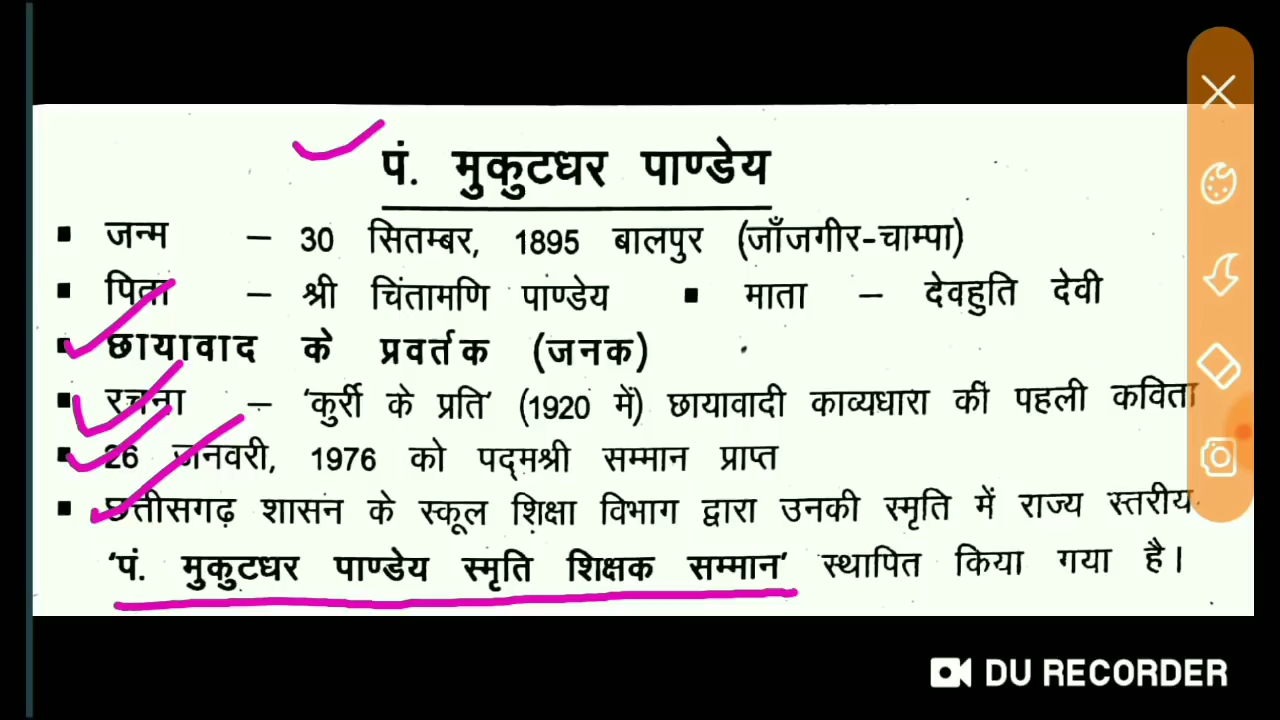 पं. मुकुटधर पाण्डेय
▪ जन्म – 30 सितम्बर, 1895 बालपुर (जाँजगीर-चाम्पा)
▪ पिता – श्री चिंतामणि पाण्डेय ▪ माता – देवहुति देवी
▪ छायावाद के प्रवर्तक (जनक)
▪ रचना – 'कुर्री के प्रति' (1920 में) छायावादी काव्यधारा की पहली कविता
▪ 26 जनवरी, 1976 को पद्मश्री सम्मान प्राप्त
▪ छत्तीसगढ़ शासन के स्कूल शिक्षा विभाग द्वारा उनकी स्मृति में राज्य स्तरीय
'पं. मुकुटधर पाण्डेय स्मृति शिक्षक सम्मान' स्थापित किया गया है।
DU RECORDER